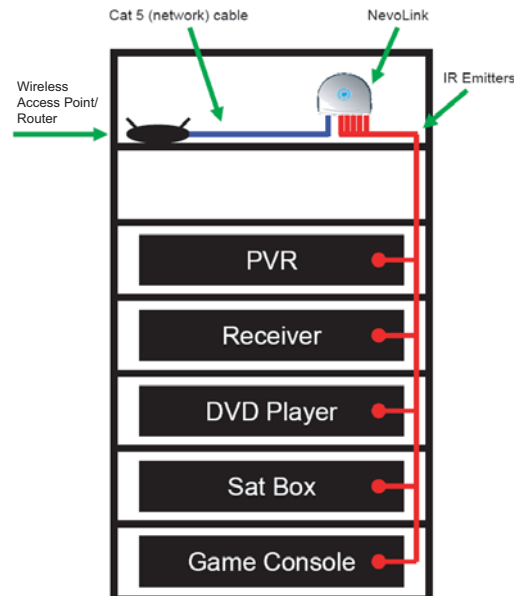 Cat 5 (network) cable
NevoLink
IR Emitters
Wireless
Access Point/
Router
PVR
Receiver
DVD Player
Sat Box
Game Console